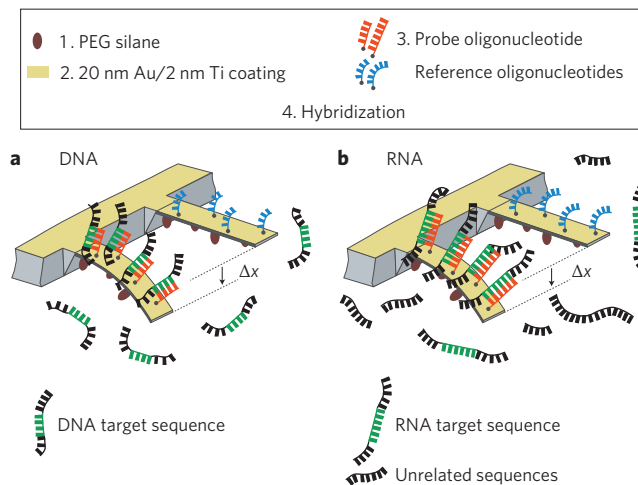 1. PEG silane
2. 20 nm Au/2 nm Ti coating
3. Probe oligonucleotide
Reference oligonucleotides
4. Hybridization
a DNA
b RNA
Δx
Δx
DNA target sequence
RNA target sequence
Unrelated sequences